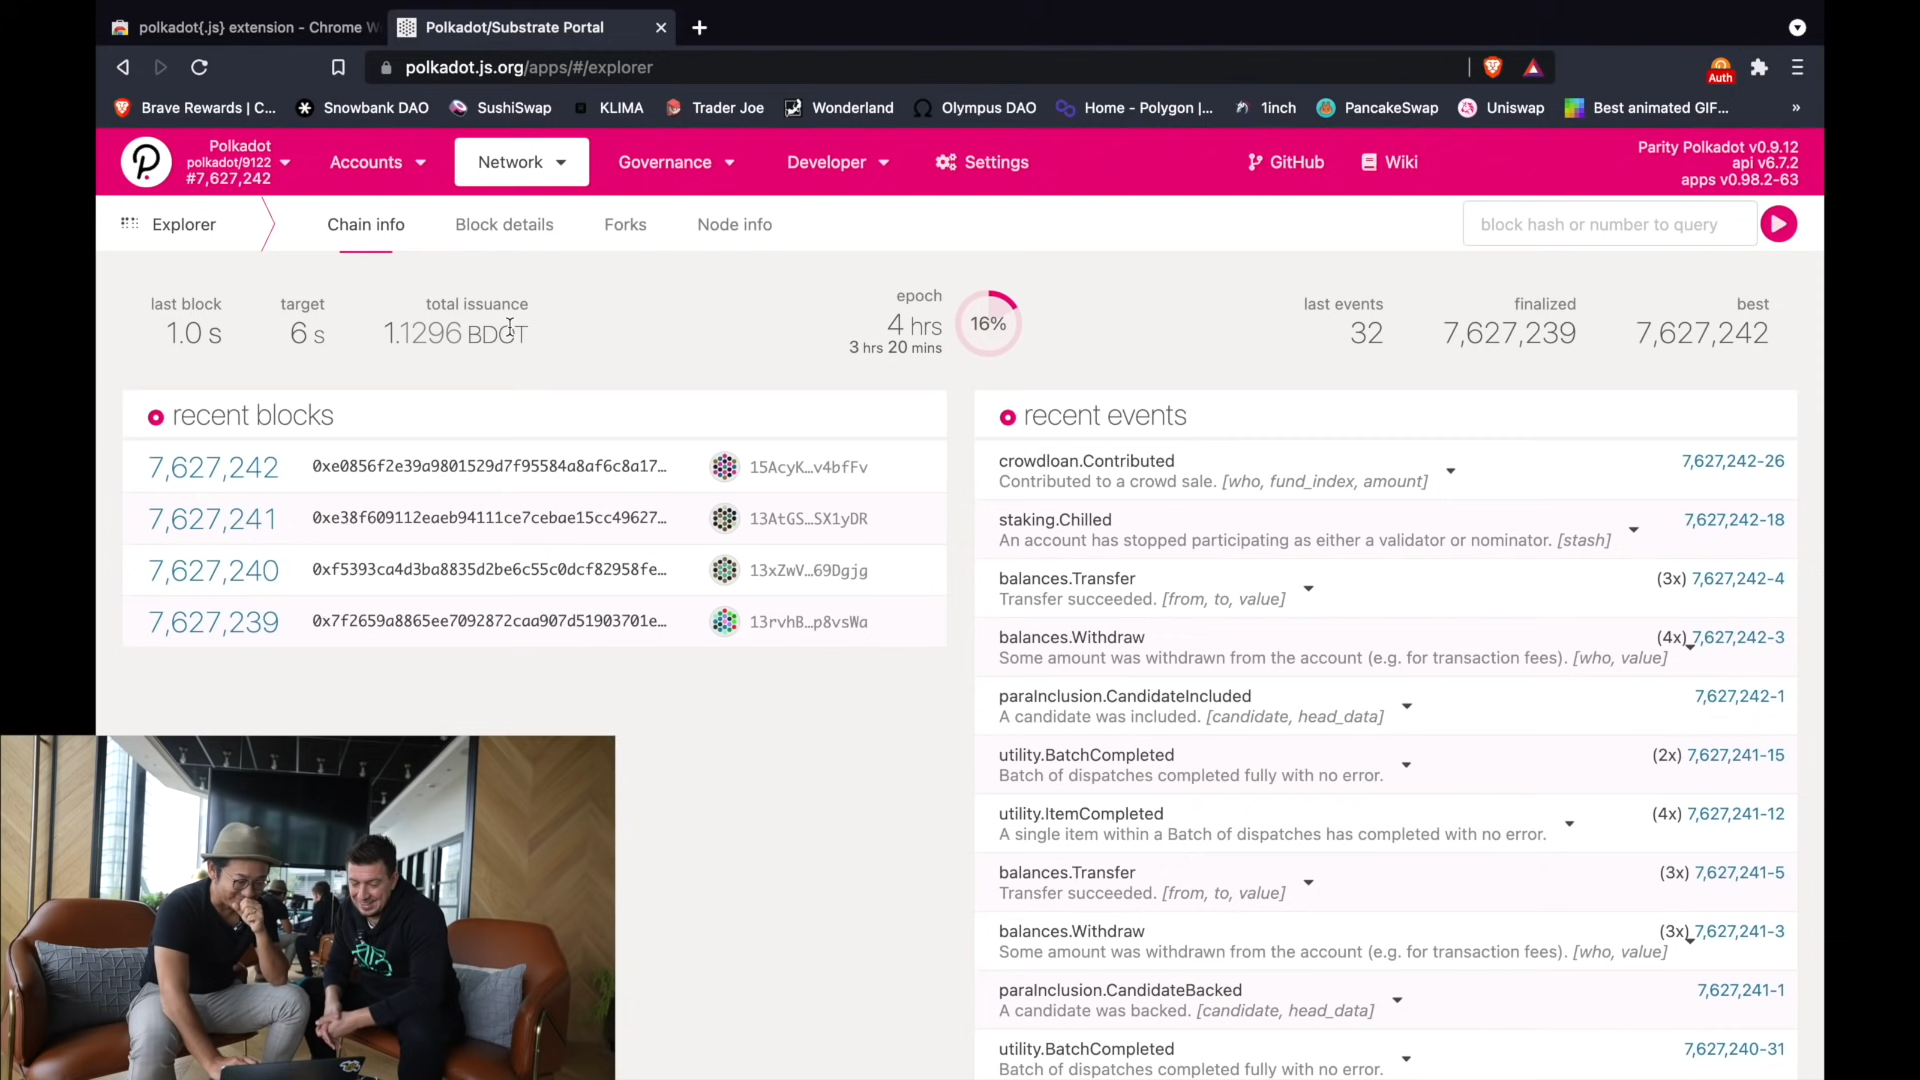 polkadot{.js} extension - Chrome W
Polkadot/Substrate Portal
polkadot.js.org/apps/#/explorer
Auth
Brave Rewards | C...
Snowbank DAO
SushiSwap
KLIMA
Trader Joe
Wonderland
Olympus DAO
Home - Polygon |...
1inch
PancakeSwap
Uniswap
Best animated GIF...
»
Polkadot
polkadot/9122
#7,627,242
Accounts
Network
Governance
Developer
Settings
GitHub
Wiki
Parity Polkadot v0.9.12
api v6.7.2
apps v0.98.2-63
Explorer
Chain info
Block details
Forks
Node info
block hash or number to query
last block
1.0 s
target
6 s
total issuance
1.1296 BDOT
epoch
4 hrs
3 hrs 20 mins
16%
last events
32
finalized
7,627,239
best
7,627,242
recent blocks
7,627,242 0xe0856f2e39a9801529d7f95584a8af6c8a17… 15AcyK…v4bfFv
7,627,241 0xe38f609112eaeb94111ce7cebae15cc49627… 13AtGS…SX1yDR
7,627,240 0xf5393ca4d3ba8835d2be6c55c0dcf82958fe… 13xZwV…69Dgjg
7,627,239 0x7f2659a8865ee7092872caa907d51903701e… 13rvhB…p8vsWa
recent events
crowdloan.Contributed 7,627,242-26
Contributed to a crowd sale. [who, fund_index, amount]
staking.Chilled 7,627,242-18
An account has stopped participating as either a validator or nominator. [stash]
balances.Transfer (3x) 7,627,242-4
Transfer succeeded. [from, to, value]
balances.Withdraw (4x) 7,627,242-3
Some amount was withdrawn from the account (e.g. for transaction fees). [who, value]
paraInclusion.CandidateIncluded 7,627,242-1
A candidate was included. [candidate, head_data]
utility.BatchCompleted (2x) 7,627,241-15
Batch of dispatches completed fully with no error.
utility.ItemCompleted (4x) 7,627,241-12
A single item within a Batch of dispatches has completed with no error.
balances.Transfer (3x) 7,627,241-5
Transfer succeeded. [from, to, value]
balances.Withdraw (3x) 7,627,241-3
Some amount was withdrawn from the account (e.g. for transaction fees). [who, value]
paraInclusion.CandidateBacked 7,627,241-1
A candidate was backed. [candidate, head_data]
utility.BatchCompleted 7,627,240-31
Batch of dispatches completed fully with no error.